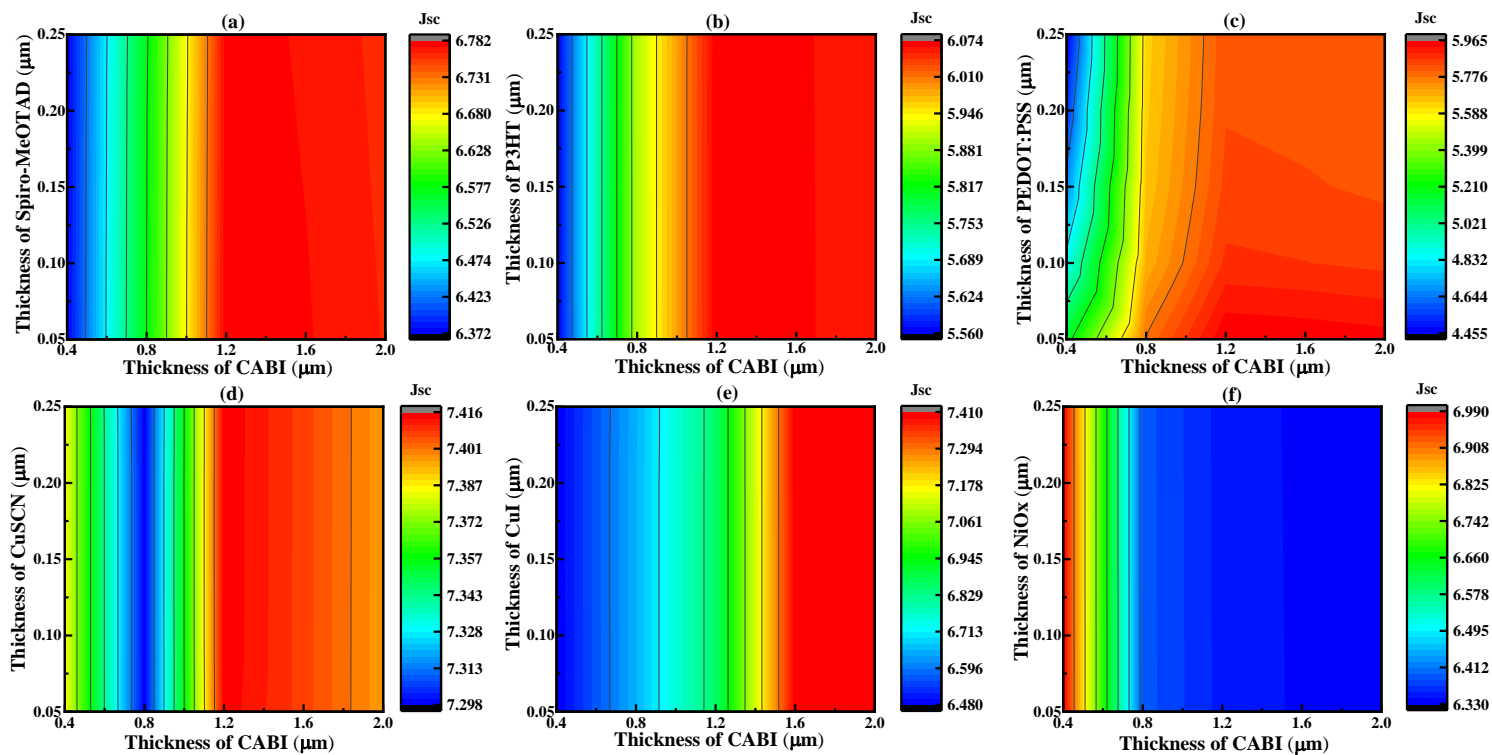 (a)
Jsc
Thickness of Spiro-MeOTAD (µm)
0.25
0.20
0.15
0.10
0.05
0.4 0.8 1.2 1.6 2.0
Thickness of CABI (µm)
6.782
6.731
6.680
6.628
6.577
6.526
6.474
6.423
6.372
(b)
Jsc
Thickness of P3HT (µm)
0.25
0.20
0.15
0.10
0.05
0.4 0.8 1.2 1.6 2.0
Thickness of CABI (µm)
6.074
6.010
5.946
5.881
5.817
5.753
5.688
5.624
5.560
(c)
Jsc
Thickness of PEDOT:PSS (µm)
0.25
0.20
0.15
0.10
0.05
0.4 0.8 1.2 1.6 2.0
Thickness of CABI (µm)
5.965
5.776
5.588
5.399
5.210
5.021
4.832
4.644
4.455
(d)
Jsc
Thickness of CuSCN (µm)
0.25
0.20
0.15
0.10
0.05
0.4 0.8 1.2 1.6 2.0
Thickness of CABI (µm)
7.416
7.401
7.387
7.372
7.357
7.343
7.328
7.313
7.298
(e)
Jsc
Thickness of CuI (µm)
0.25
0.20
0.15
0.10
0.05
0.4 0.8 1.2 1.6 2.0
Thickness of CABI (µm)
7.410
7.294
7.178
7.061
6.945
6.829
6.713
6.596
6.480
(f)
Jsc
Thickness of NiOx (µm)
0.25
0.20
0.15
0.10
0.05
0.4 0.8 1.2 1.6 2.0
Thickness of CABI (µm)
6.990
6.908
6.825
6.742
6.660
6.578
6.495
6.412
6.330